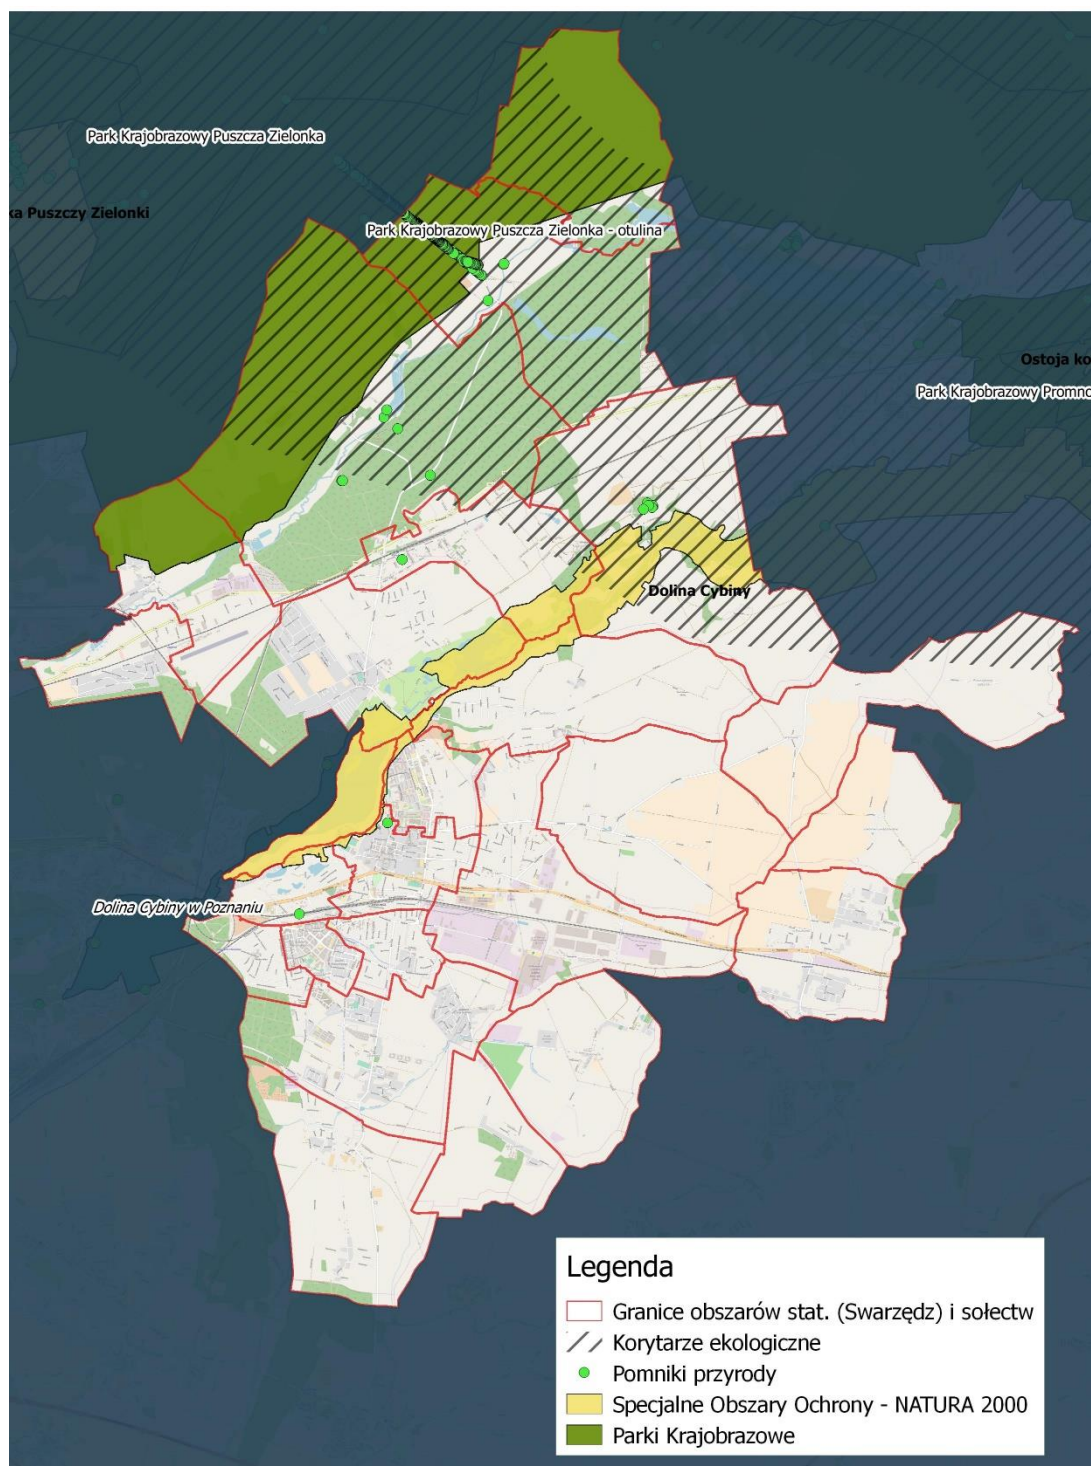 Park Krajobrazowy Puszcza Zielonka
ka Puszczy Zielonki
Park Krajobrazowy Puszcza Zielonka - otulina
Ostoja ko
Park Krajobrazowy Promno
Dolina Cybiny
Dolina Cybiny w Poznaniu
Legenda
Granice obszarów stat. (Swarzędz) i sołectw
Korytarze ekologiczne
Pomniki przyrody
Specjalne Obszary Ochrony - NATURA 2000
Parki Krajobrazowe